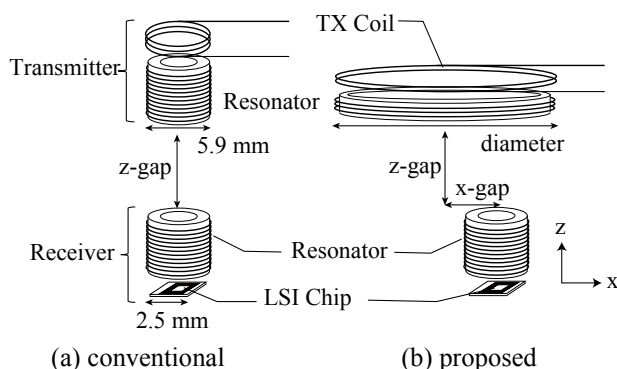 TX Coil
Transmitter
Resonator
5.9 mm
diameter
z-gap
z-gap
x-gap
Receiver
Resonator
z
x
LSI Chip
2.5 mm
(a) conventional
(b) proposed